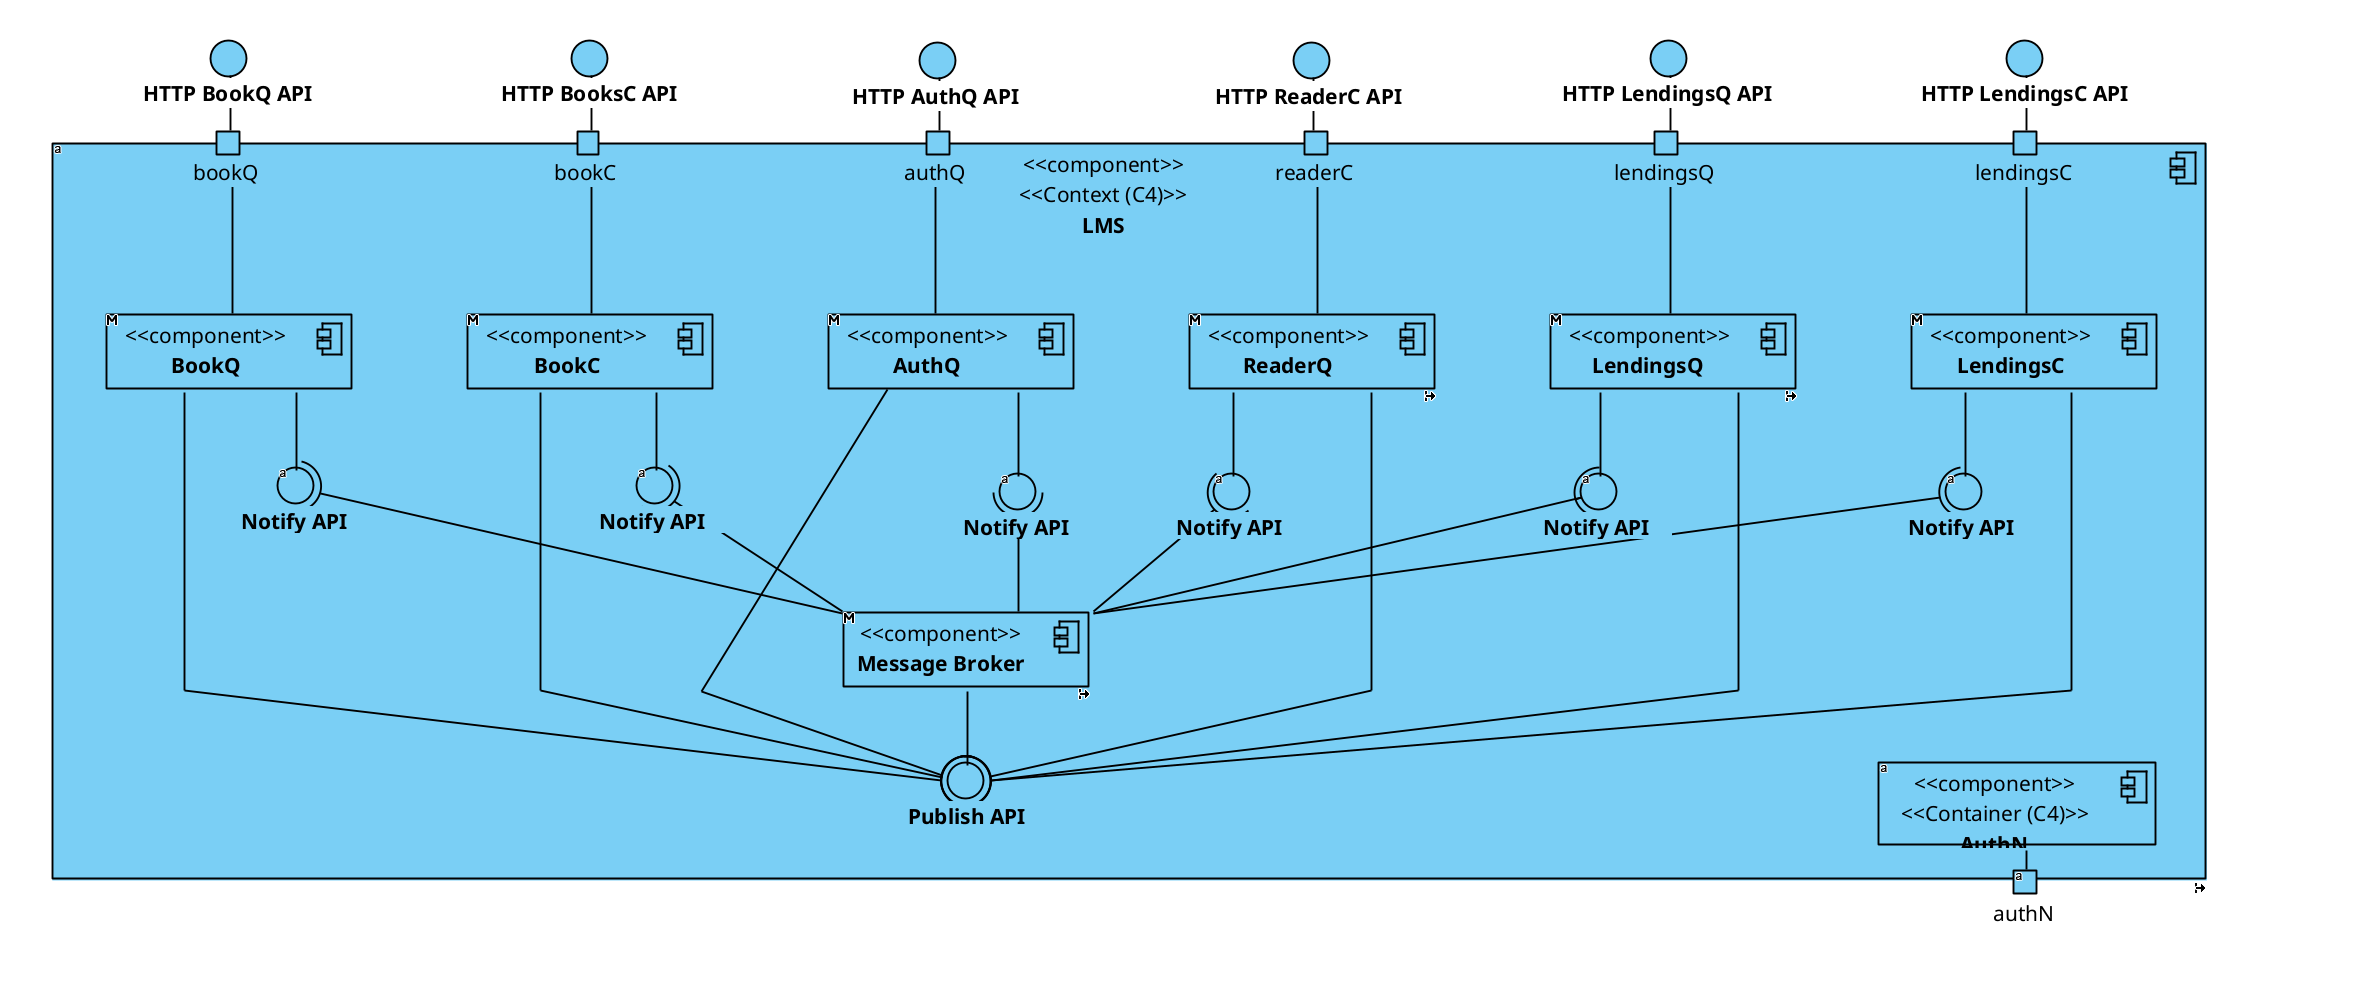 HTTP BookQ API
HTTP BooksC API
HTTP AuthQ API
HTTP ReaderC API
HTTP LendingsQ API
HTTP LendingsC API
a
bookQ
bookC
authQ
readerC
lendingsQ
lendingsC
<<component>>
<<Context (C4)>>
LMS
M
<<component>>
BookQ
M
<<component>>
BookC
M
<<component>>
AuthQ
M
<<component>>
ReaderQ
M
<<component>>
LendingsQ
M
<<component>>
LendingsC
a
Notify API
a
Notify API
a
Notify API
a
Notify API
a
Notify API
a
Notify API
M
<<component>>
Message Broker
Publish API
a
<<component>>
<<Container (C4)>>
AuthN
a
authN